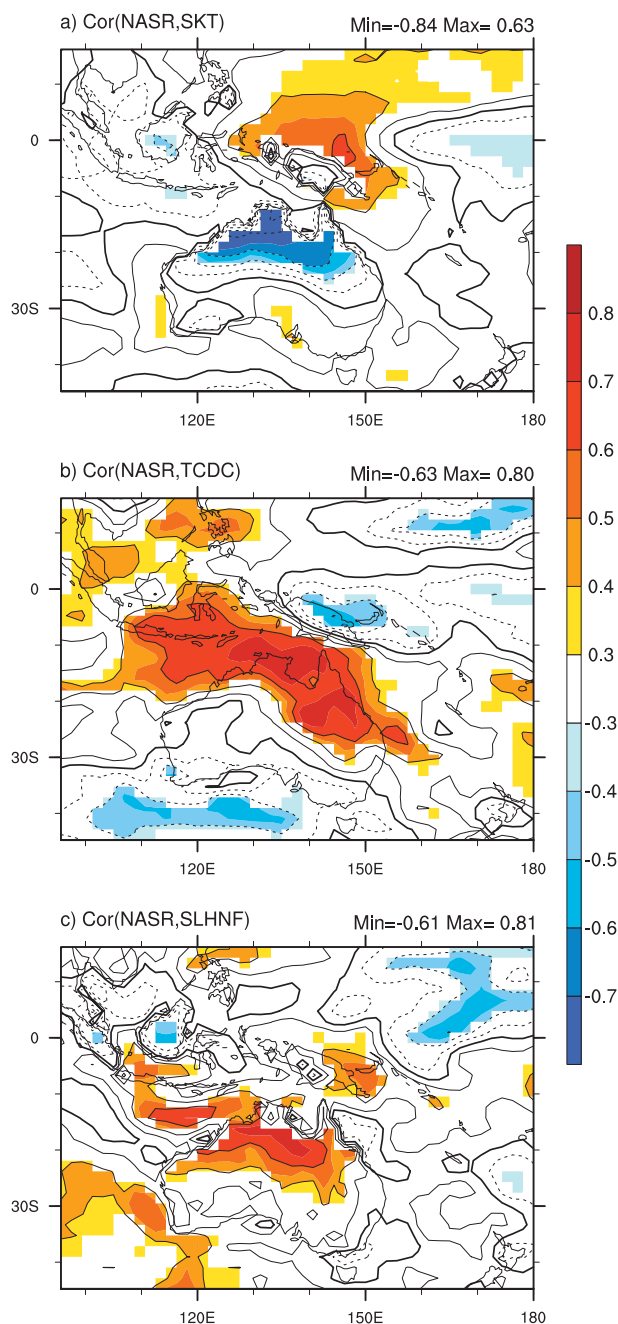 a) Cor(NASR,SKT) Min=-0.84 Max= 0.63
0
30S
120E 150E 180
b) Cor(NASR,TCDC) Min=-0.63 Max= 0.80
0
30S
120E 150E 180
c) Cor(NASR,SLHNF) Min=-0.61 Max= 0.81
0
30S
120E 150E 180
0.8
0.7
0.6
0.5
0.4
0.3
-0.3
-0.4
-0.5
-0.6
-0.7